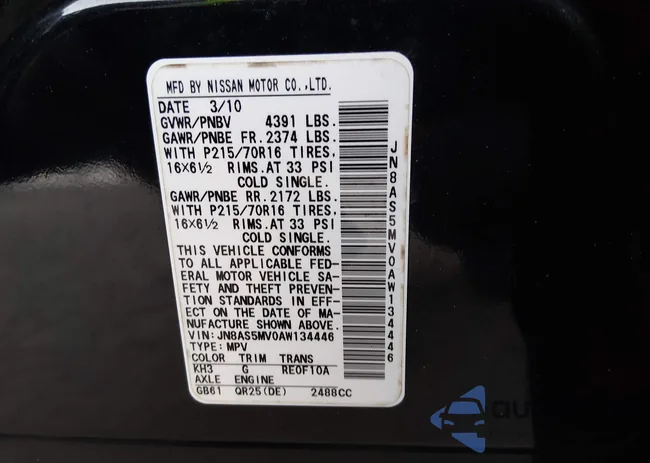 MFD BY NISSAN MOTOR CO.,LTD.
DATE 3/10
GVWR/PNBV 4391 LBS.
GAWR/PNBE FR. 2374 LBS.
WITH P215/70R16 TIRES,
16X6½ RIMS.AT 33 PSI
COLD SINGLE.
GAWR/PNBE RR. 2172 LBS.
WITH P215/70R16 TIRES,
16X6½ RIMS.AT 33 PSI
COLD SINGLE.
THIS VEHICLE CONFORMS
TO ALL APPLICABLE FED-
ERAL MOTOR VEHICLE SA-
FETY AND THEFT PREVEN-
TION STANDARDS IN EFF-
ECT ON THE DATE OF MA-
NUFACTURE SHOWN ABOVE.
VIN: JN8AS5MV0AW134446
TYPE: MPV
COLOR TRIM TRANS
KH3 G RE0F10A
AXLE ENGINE
GB61 QR25(DE) 2488CC
JN8AS5MV0AW134446